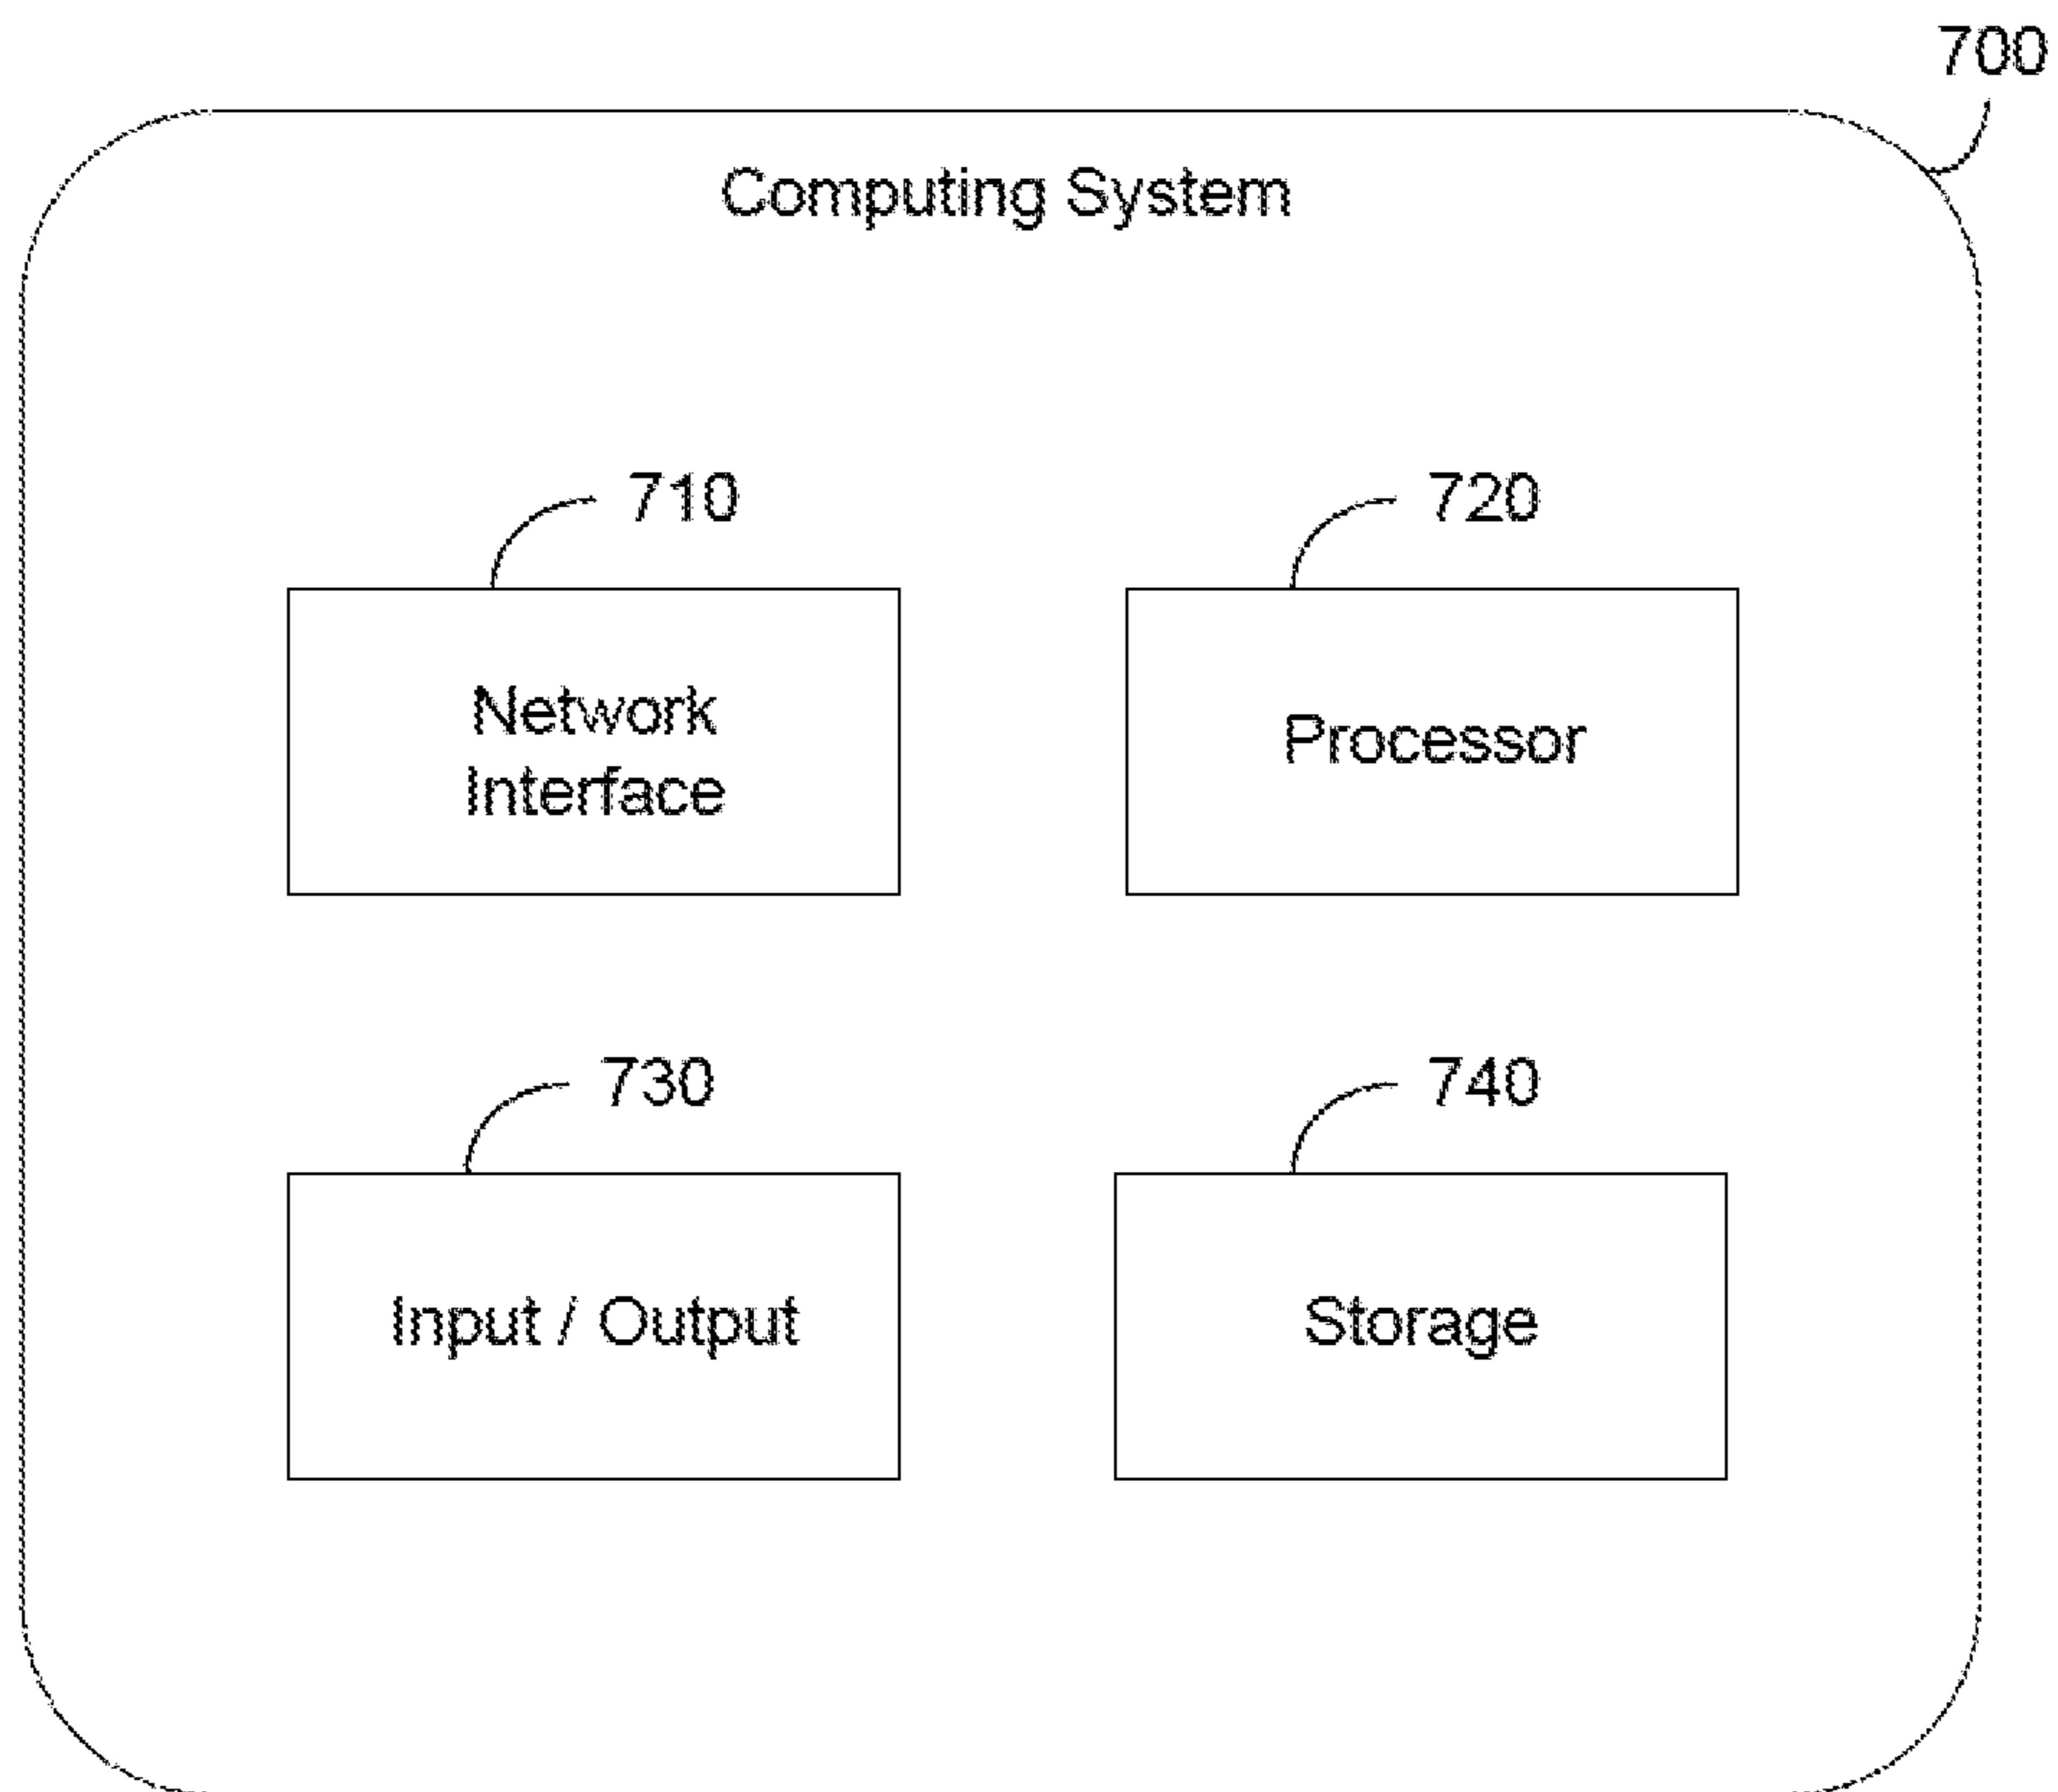 700
Computing System
710
720
Network
Interface
Processor
730
740
Input / Output
Storage